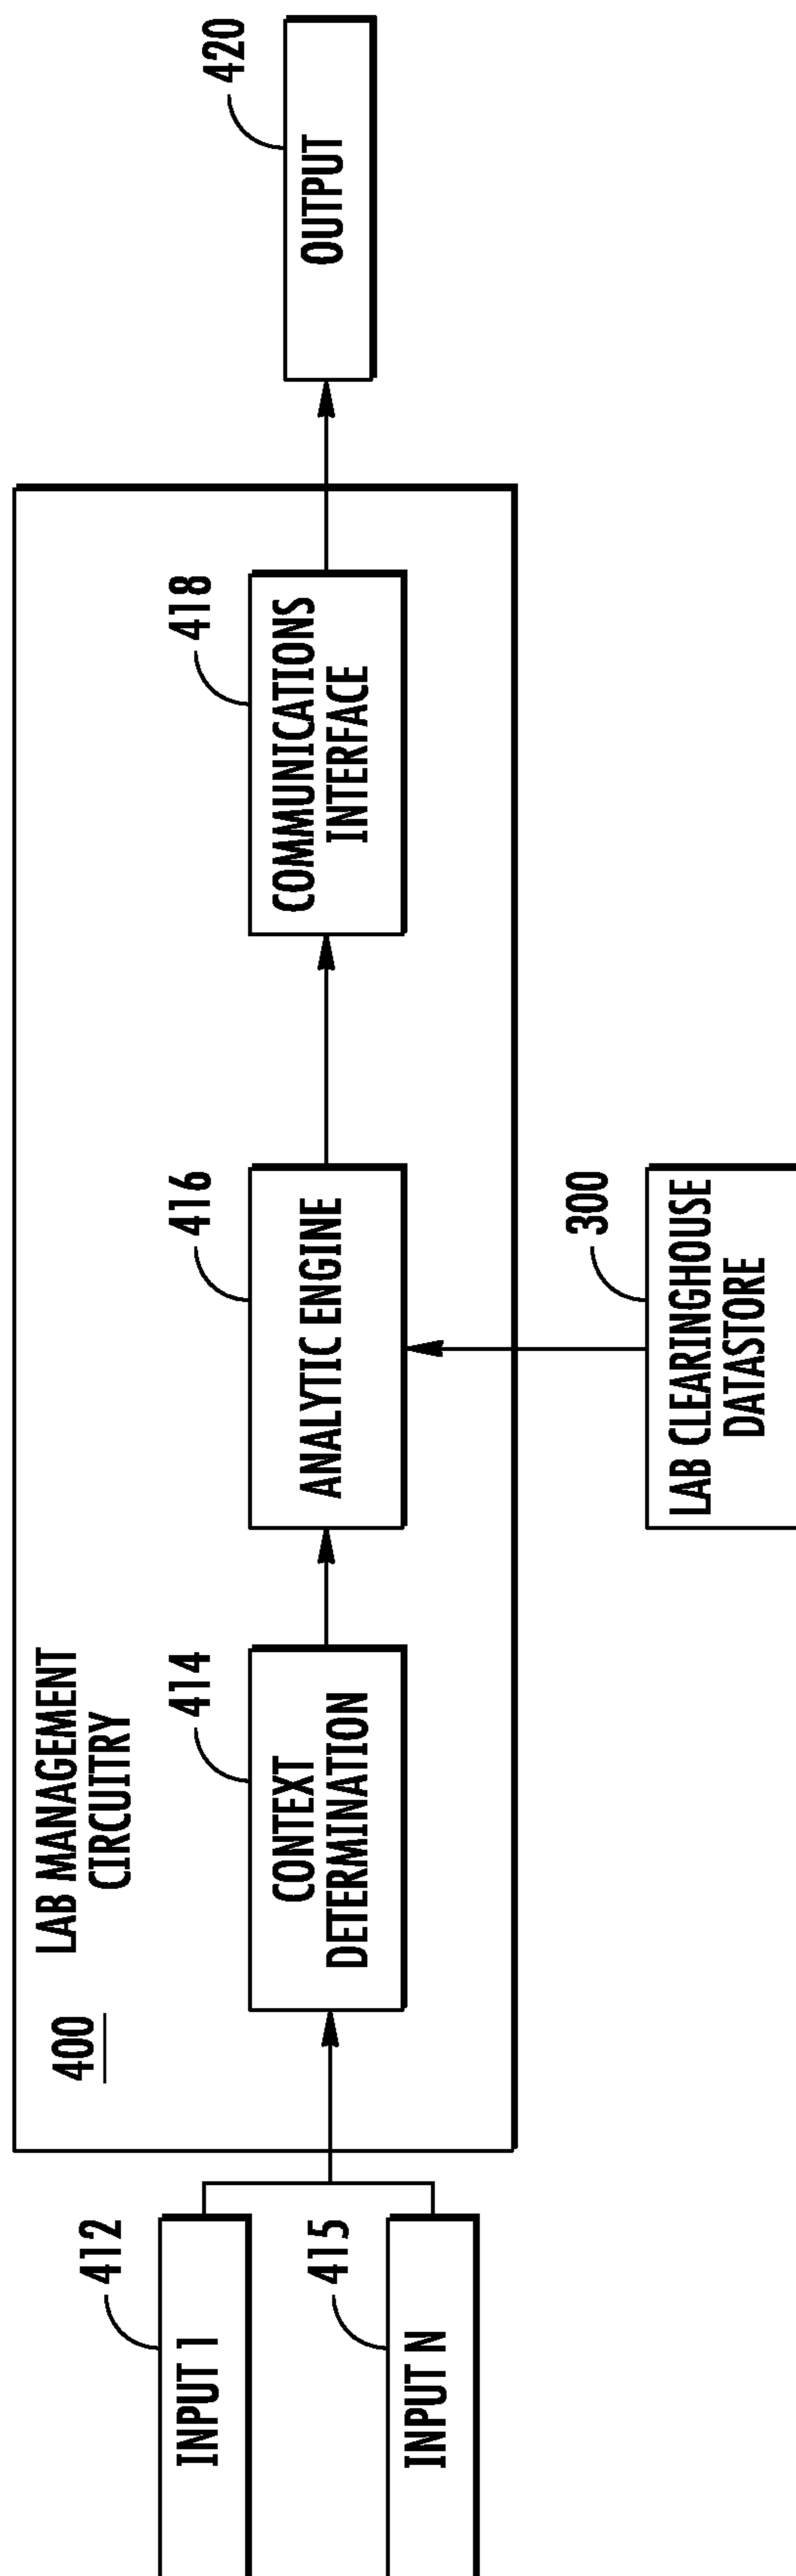 400
LAB MANAGEMENT
CIRCUITRY
412
INPUT 1
415
INPUT N
414
CONTEXT
DETERMINATION
416
ANALYTIC ENGINE
418
COMMUNICATIONS
INTERFACE
420
OUTPUT
300
LAB CLEARINGHOUSE
DATASTORE